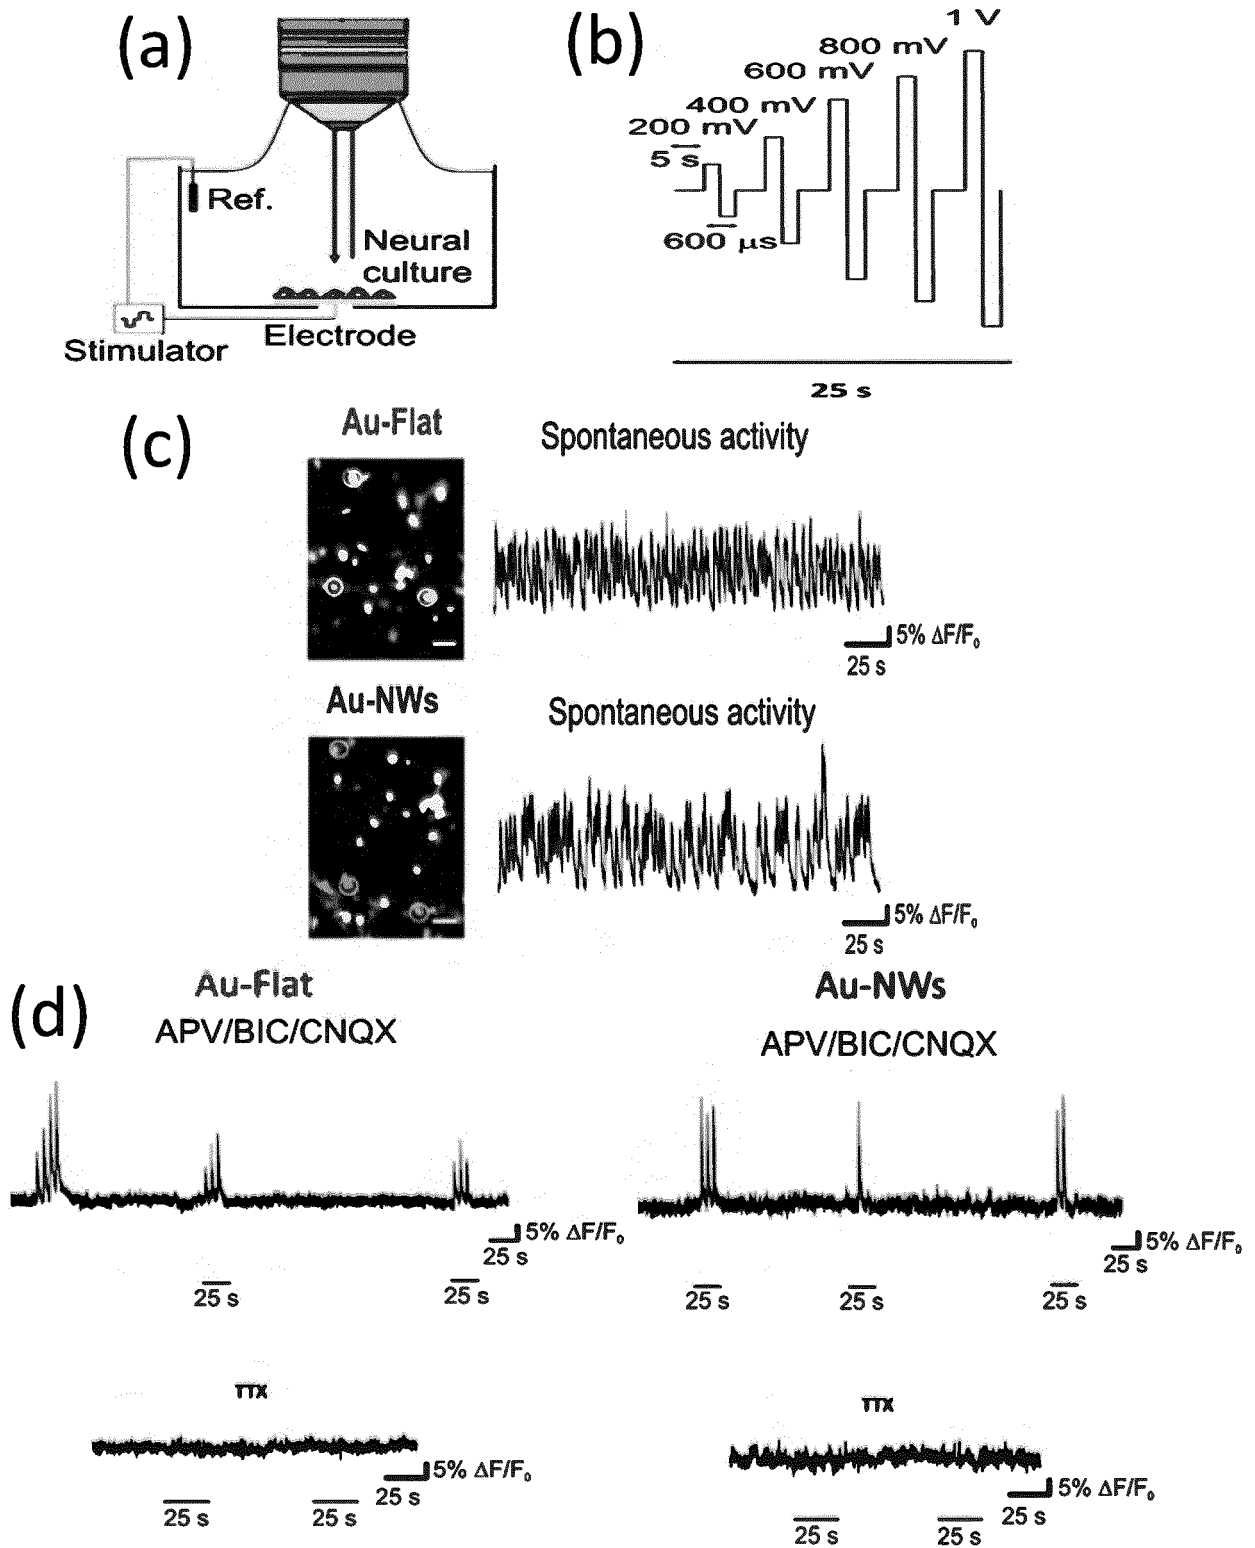 (a)
Ref.
Neural
culture
Electrode
Stimulator
(b)
1 V
800 mV
600 mV
400 mV
200 mV
5 s
600 μs
25 s
(c)
Au-Flat
Spontaneous activity
5% ΔF/F₀
25 s
Au-NWs
Spontaneous activity
5% ΔF/F₀
25 s
(d)
Au-Flat
APV/BIC/CNQX
5% ΔF/F₀
25 s
25 s
25 s
TTX
5% ΔF/F₀
25 s
25 s
25 s
Au-NWs
APV/BIC/CNQX
5% ΔF/F₀
25 s
25 s
25 s
25 s
TTX
5% ΔF/F₀
25 s
25 s
25 s